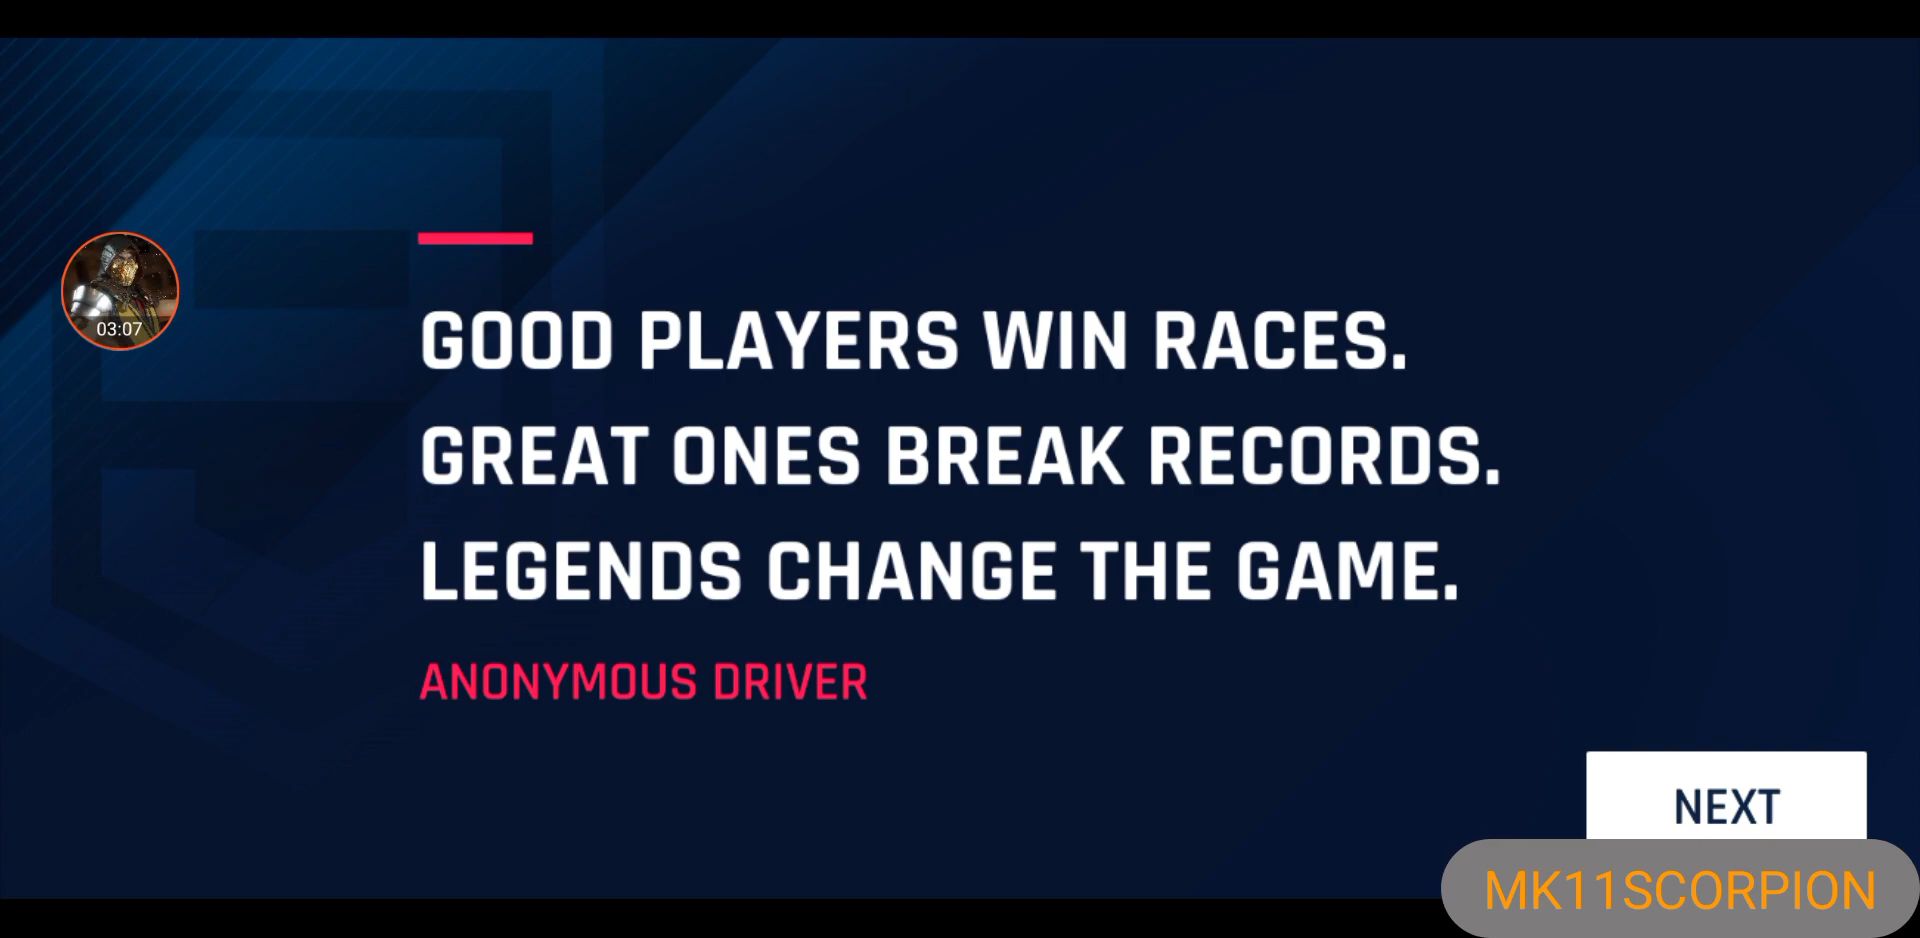 03:07
GOOD PLAYERS WIN RACES.
GREAT ONES BREAK RECORDS.
LEGENDS CHANGE THE GAME.
ANONYMOUS DRIVER
NEXT
MK11SCORPION